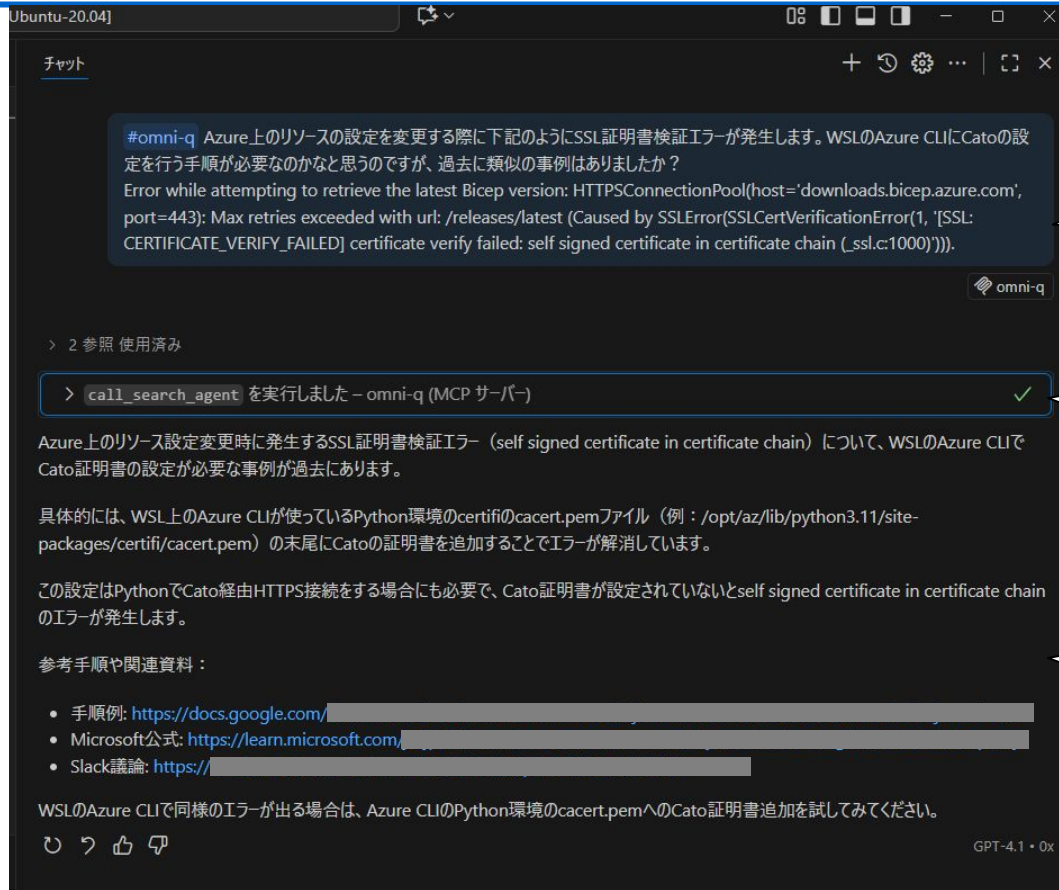 Ubuntu-20.04]
チャット
#omni-q Azure上のリソースの設定を変更する際に下記のようにSSL証明書検証エラーが発生します。WSLのAzure CLIにCatoの設
定を行う手順が必要なのかなと思うのですが、過去に類似の事例はありましたか？
Error while attempting to retrieve the latest Bicep version: HTTPSConnectionPool(host='downloads.bicep.azure.com',
port=443): Max retries exceeded with url: /releases/latest (Caused by SSLError(SSLCertVerificationError(1, '[SSL:
CERTIFICATE_VERIFY_FAILED] certificate verify failed: self signed certificate in certificate chain (_ssl.c:1000)'))).
omni-q
> 2 参照 使用済み
> call_search_agent を実行しました – omni-q (MCP サーバー)
Azure上のリソース設定変更時に発生するSSL証明書検証エラー（self signed certificate in certificate chain）について、WSLのAzure CLIで
Cato証明書の設定が必要な事例が過去にあります。
具体的には、WSL上のAzure CLIが使っているPython環境のcertifiのcacert.pemファイル（例：/opt/az/lib/python3.11/site-
packages/certifi/cacert.pem）の末尾にCatoの証明書を追加することでエラーが解消しています。
この設定はPythonでCato経由HTTPS接続をする場合にも必要で、Cato証明書が設定されていないとself signed certificate in certificate chain
のエラーが発生します。
参考手順や関連資料：
• 手順例: https://docs.google.com/
• Microsoft公式: https://learn.microsoft.com/
• Slack議論: https://
WSLのAzure CLIで同様のエラーが出る場合は、Azure CLIのPython環境のcacert.pemへのCato証明書追加を試してみてください。
GPT-4.1 • 0x